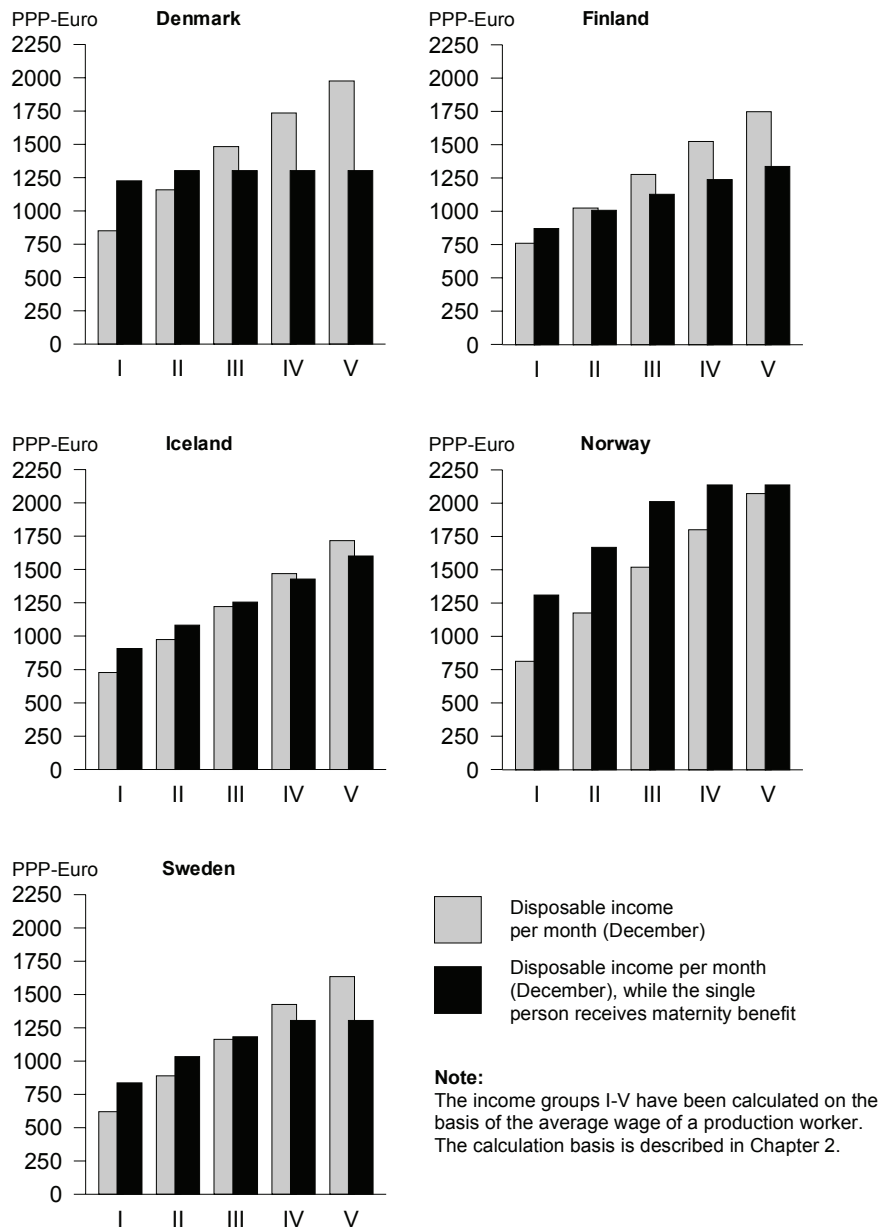 PPP-Euro Denmark
2250
2000
1750
1500
1250
1000
750
500
250
0
I II III IV V
PPP-Euro Finland
2250
2000
1750
1500
1250
1000
750
500
250
0
I II III IV V
PPP-Euro Iceland
2250
2000
1750
1500
1250
1000
750
500
250
0
I II III IV V
PPP-Euro Norway
2250
2000
1750
1500
1250
1000
750
500
250
0
I II III IV V
PPP-Euro Sweden
2250
2000
1750
1500
1250
1000
750
500
250
0
I II III IV V
Disposable income
per month (December)
Disposable income per month
(December), while the single
person receives maternity benefit
Note:
The income groups I-V have been calculated on the
basis of the average wage of a production worker.
The calculation basis is described in Chapter 2.